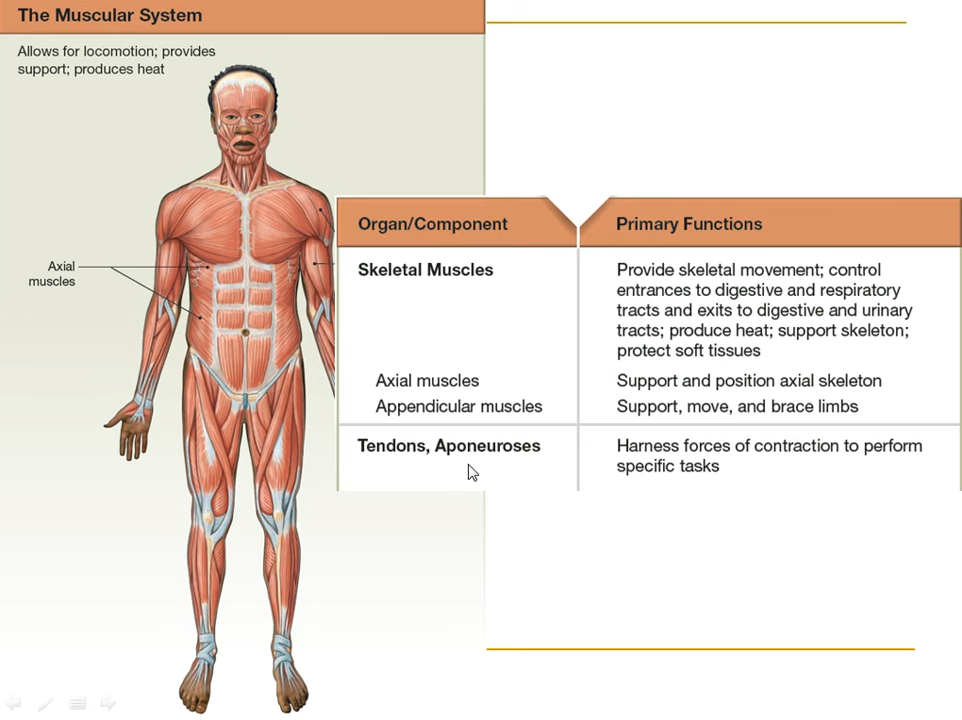 The Muscular System
Allows for locomotion; provides
support; produces heat
Axial
muscles
Organ/Component
Primary Functions
Skeletal Muscles
Provide skeletal movement; control
entrances to digestive and respiratory
tracts and exits to digestive and urinary
tracts; produce heat; support skeleton;
protect soft tissues
Axial muscles
Support and position axial skeleton
Appendicular muscles
Support, move, and brace limbs
Tendons, Aponeuroses
Harness forces of contraction to perform
specific tasks